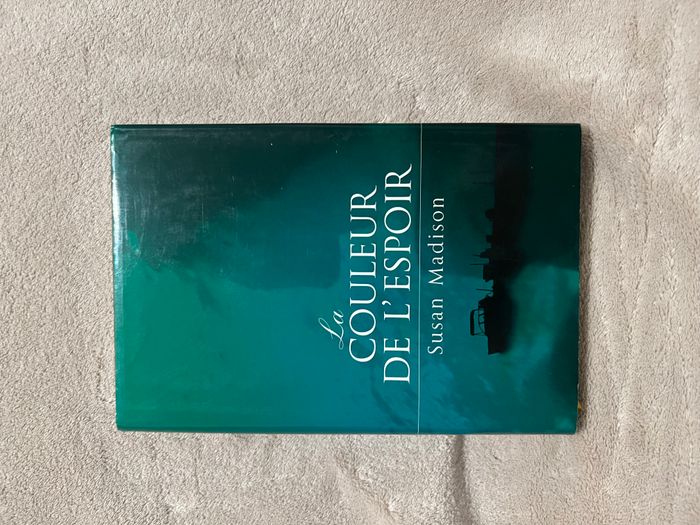 La
COULEUR
DE L'ESPOIR
Susan Madison